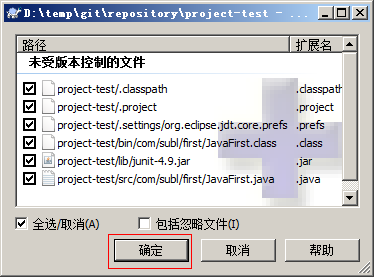 D:\temp\git\repository\project-test - ...
路径 扩展名
未受版本控制的文件
project-test/.classpath .classpath
project-test/.project .project
project-test/.settings/org.eclipse.jdt.core.prefs .prefs
project-test/bin/com/subl/first/JavaFirst.class .class
project-test/lib/junit-4.9.jar .jar
project-test/src/com/subl/first/JavaFirst.java .java
全选/取消(A) 包括忽略文件(I)
确定 取消 帮助